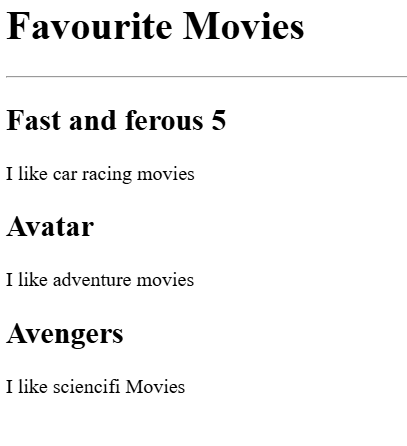 Favourite Movies
Fast and ferous 5
I like car racing movies
Avatar
I like adventure movies
Avengers
I like sciencifi Movies